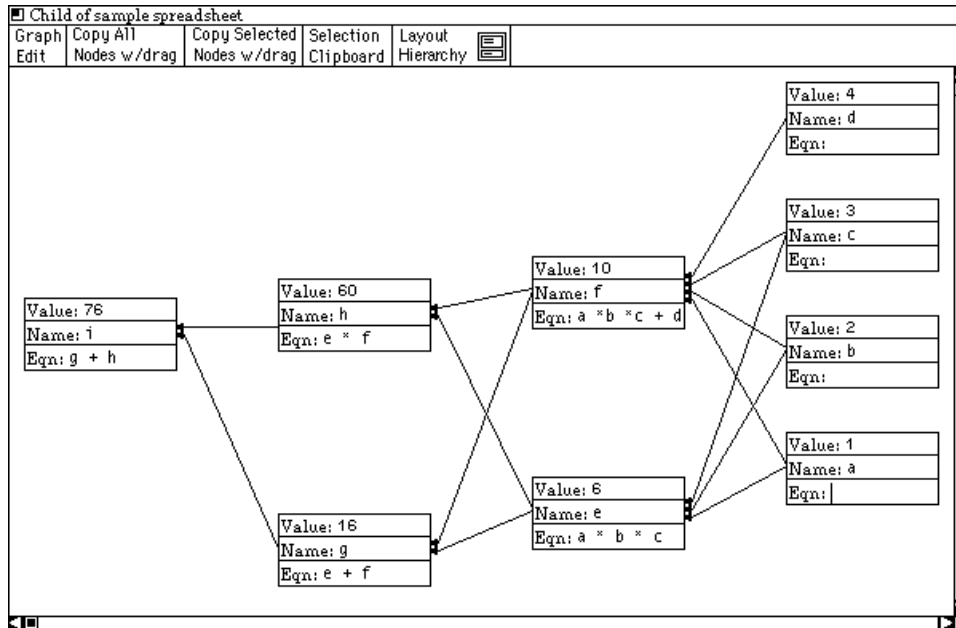 Child of sample spreadsheet
Graph Copy All Copy Selected Selection Layout
Edit Nodes w/drag Nodes w/drag Clipboard Hierarchy
Value: 4
Name: d
Eqn:
Value: 3
Name: c
Eqn:
Value: 10
Name: f
Eqn: a *b *c + d
Value: 60
Name: h
Eqn: e * f
Value: 76
Name: i
Eqn: g + h
Value: 2
Name: b
Eqn:
Value: 1
Name: a
Eqn:
Value: 6
Name: e
Eqn: a * b * c
Value: 16
Name: g
Eqn: e + f